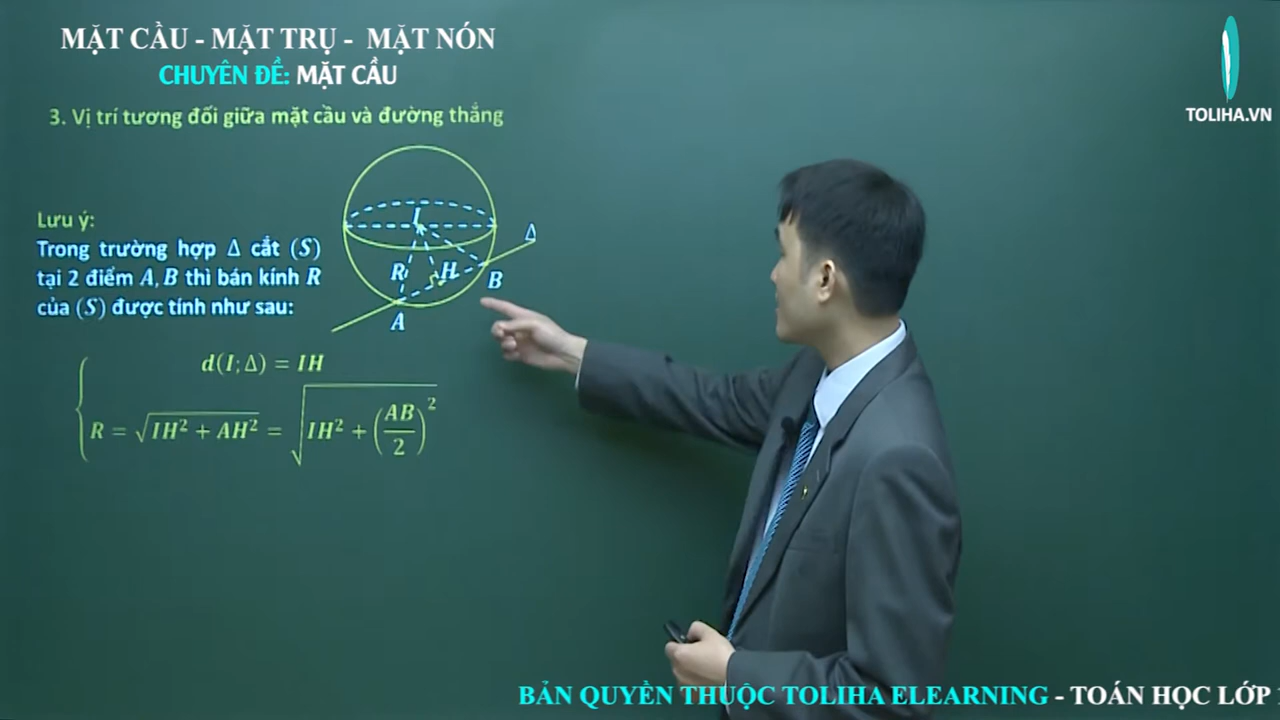 MẶT CẦU - MẶT TRỤ - MẶT NÓN
CHUYÊN ĐỀ: MẶT CẦU
TOLIHA.VN
3. Vị trí tương đối giữa mặt cầu và đường thẳng
Lưu ý:
Trong trường hợp Δ cắt (S)
tại 2 điểm A, B thì bán kính R
của (S) được tính như sau:
I
Δ
R
H
B
A
d(I; Δ) = IH
R = √(IH² + AH²) = √(IH² + (AB/2)²)
BẢN QUYỀN THUỘC TOLIHA ELEARNING - TOÁN HỌC LỚP